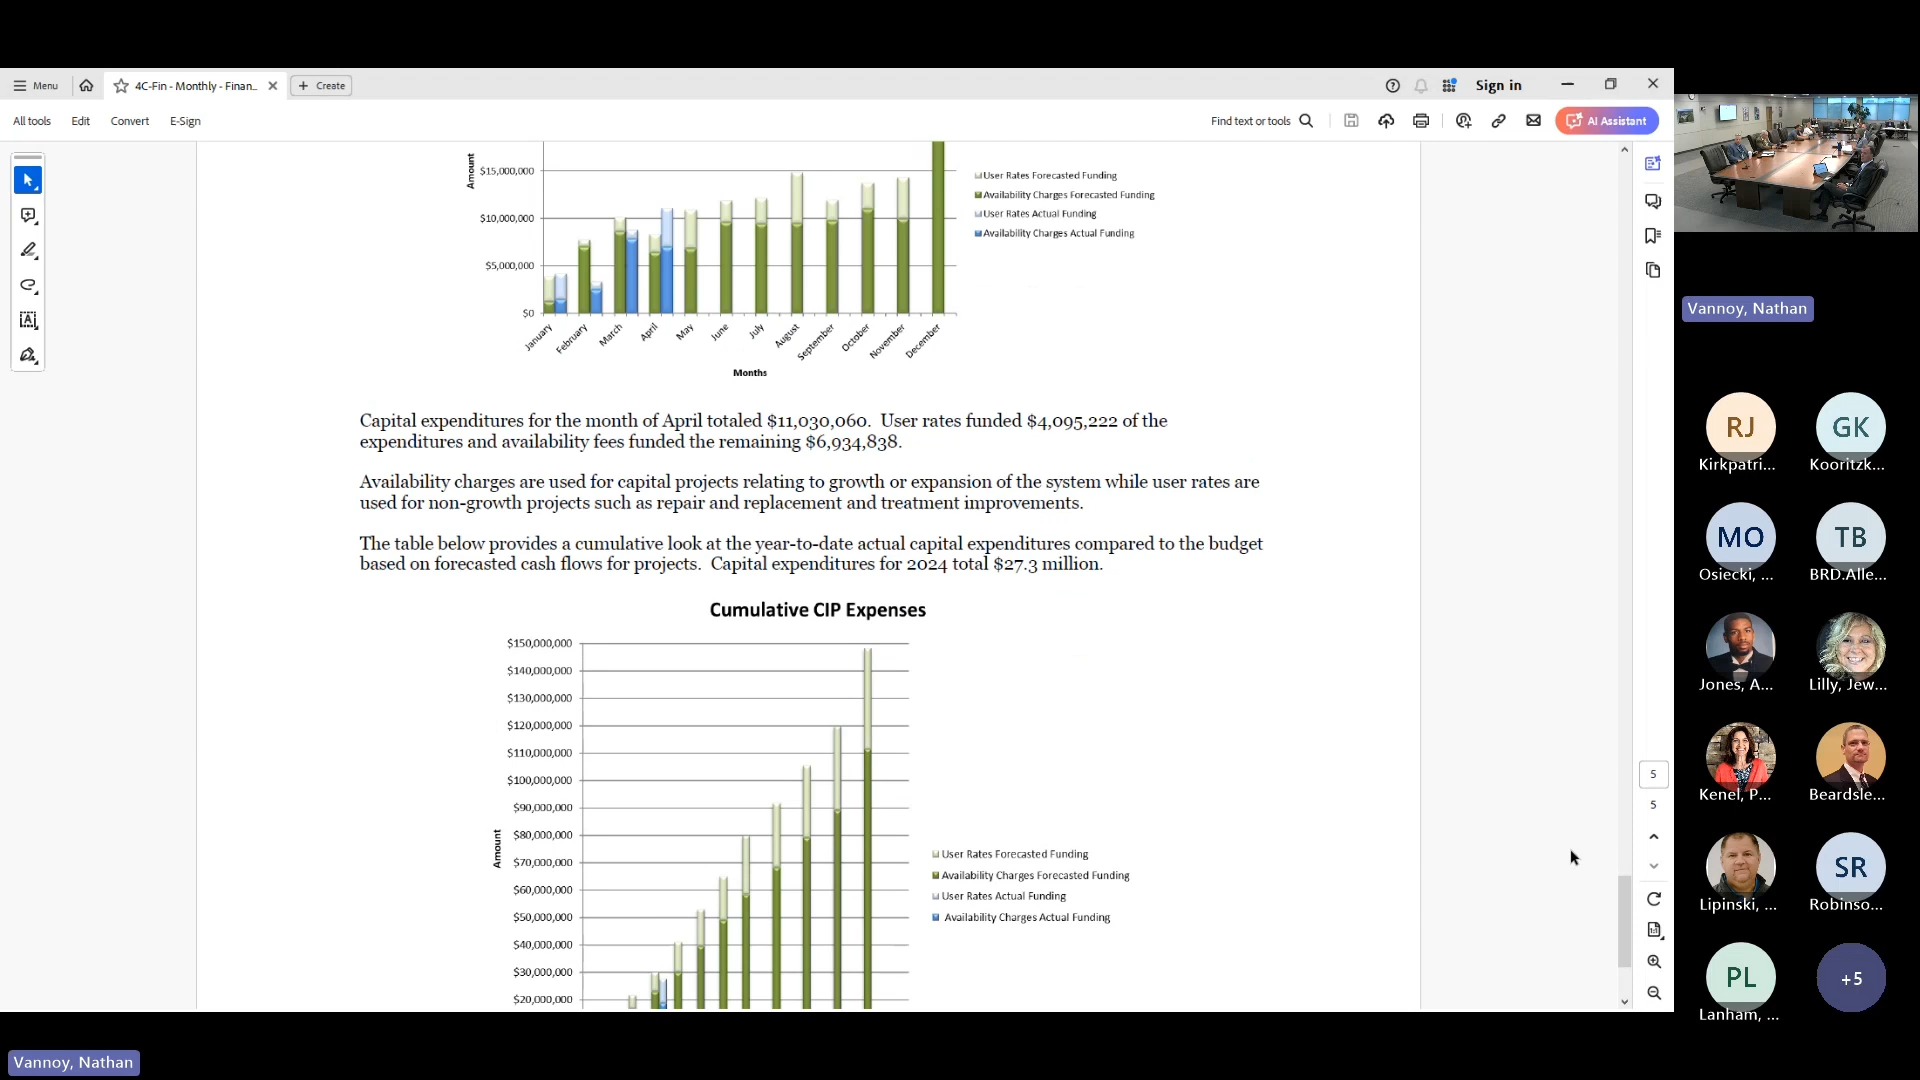 Menu
4C-Fin - Monthly - Finan...
Create
Sign in
All tools
Edit
Convert
E-Sign
Find text or tools
AI Assistant
Amount
$15,000,000
$10,000,000
$5,000,000
$0
January
February
March
April
May
June
July
August
September
October
November
December
Months
User Rates Forecasted Funding
Availability Charges Forecasted Funding
User Rates Actual Funding
Availability Charges Actual Funding
Capital expenditures for the month of April totaled $11,030,060.  User rates funded $4,095,222 of the
expenditures and availability fees funded the remaining $6,934,838.
Availability charges are used for capital projects relating to growth or expansion of the system while user rates are
used for non-growth projects such as repair and replacement and treatment improvements.
The table below provides a cumulative look at the year-to-date actual capital expenditures compared to the budget
based on forecasted cash flows for projects.  Capital expenditures for 2024 total $27.3 million.
Cumulative CIP Expenses
Amount
$150,000,000
$140,000,000
$130,000,000
$120,000,000
$110,000,000
$100,000,000
$90,000,000
$80,000,000
$70,000,000
$60,000,000
$50,000,000
$40,000,000
$30,000,000
$20,000,000
User Rates Forecasted Funding
Availability Charges Forecasted Funding
User Rates Actual Funding
Availability Charges Actual Funding
5
5
Vannoy, Nathan
RJ
Kirkpatri...
GK
Kooritzk...
MO
Osiecki, ...
TB
BRD.Alle...
Jones, A...
Lilly, Jew...
Kenel, P...
Beardsle...
Lipinski, ...
SR
Robinso...
PL
Lanham, ...
+5
Vannoy, Nathan